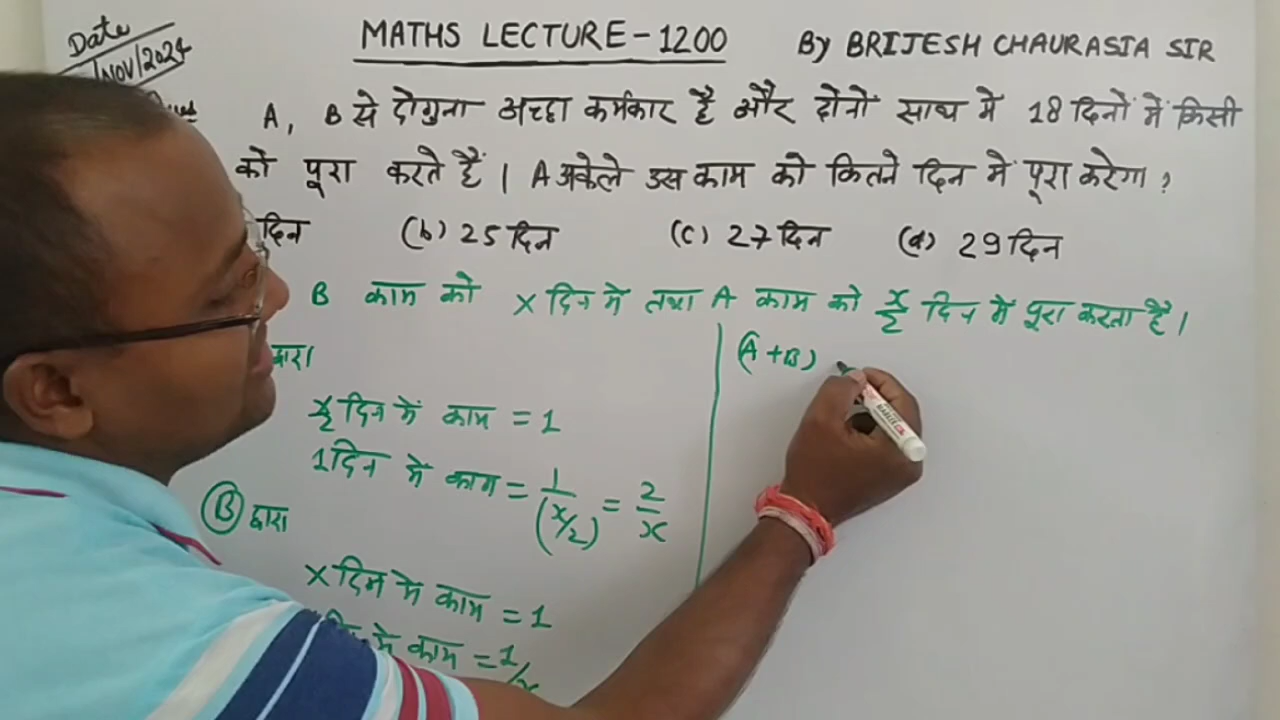 Date
/NOV/2024
MATHS LECTURE-1200
By BRIJESH CHAURASIA SIR
A, B से दोगुना अच्छा कर्मकार है और दोनों साथ में 18 दिनों में किसी
को पूरा करते हैं । A अकेले उस काम को कितने दिन में पूरा करेगा ?
दिन (b) 25 दिन (c) 27 दिन (d) 29 दिन
B काम को x दिन में तथा A काम को x/2 दिन में पूरा करता है ।
द्वारा
x/2 दिन में काम = 1
1 दिन में काम = 1/(x/2) = 2/x
(B) द्वारा
x दिन में काम = 1
में काम = 1/x
(A+B)